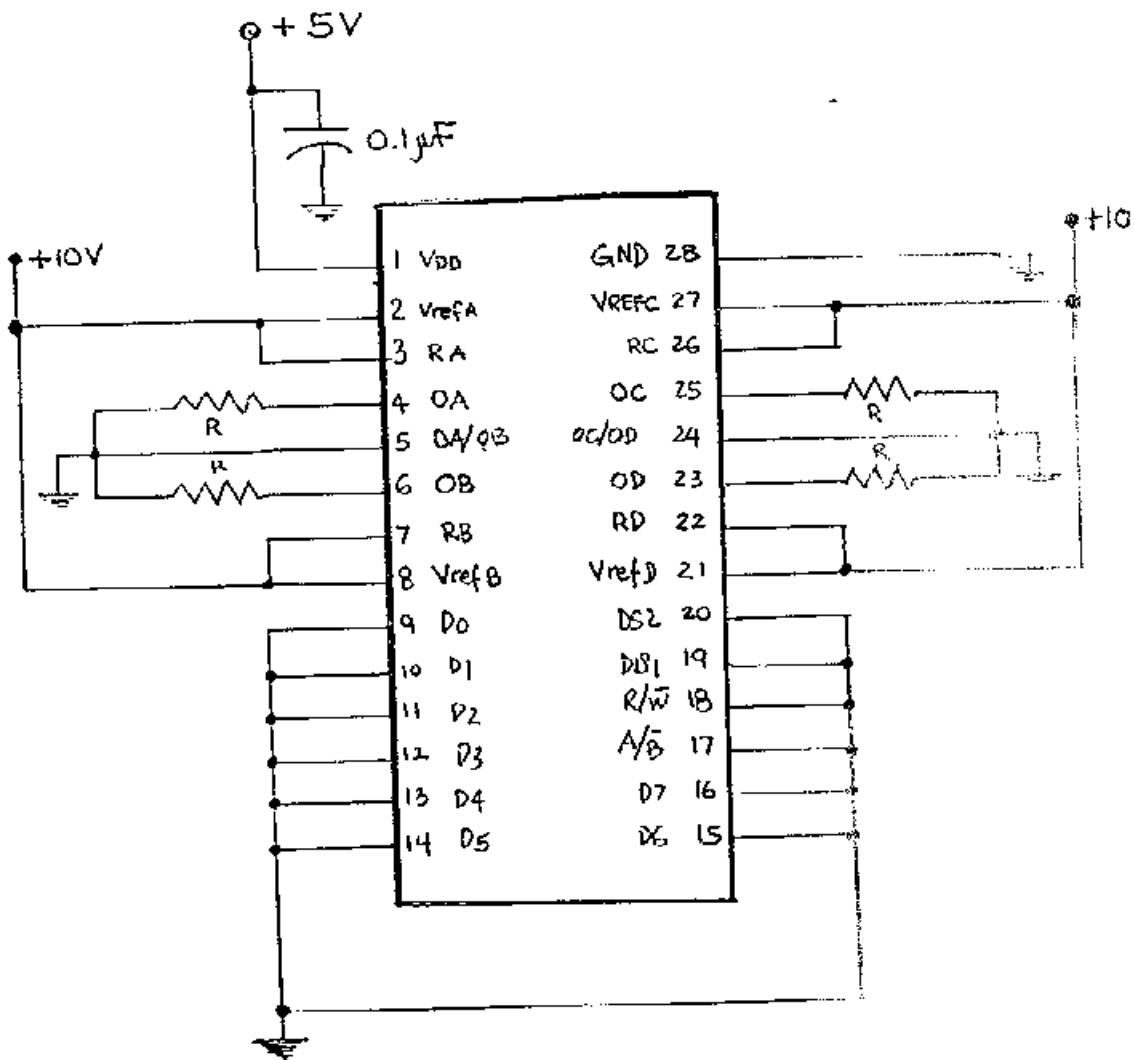 +5V
0.1µF
+10V
+10
1 VDD
GND 28
2 VrefA
VREFC 27
3 RA
RC 26
4 OA
OC 25
R
R
5 OA/OB
OC/OD 24
R
R
6 OB
OD 23
7 RB
RD 22
8 VrefB
VrefD 21
9 D0
DS2 20
10 D1
DS1 19
11 D2
R/W̅ 18
12 D3
A/B̅ 17
13 D4
D7 16
14 D5
D6 15